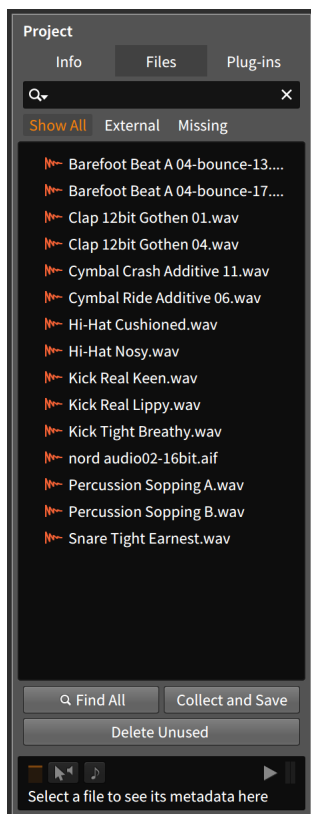 Project
Info Files Plug-ins
Show All External Missing
Barefoot Beat A 04-bounce-13....
Barefoot Beat A 04-bounce-17....
Clap 12bit Gothen 01.wav
Clap 12bit Gothen 04.wav
Cymbal Crash Additive 11.wav
Cymbal Ride Additive 06.wav
Hi-Hat Cushioned.wav
Hi-Hat Nosy.wav
Kick Real Keen.wav
Kick Real Lippy.wav
Kick Tight Breathy.wav
nord audio02-16bit.aif
Percussion Sopping A.wav
Percussion Sopping B.wav
Snare Tight Earnest.wav
Find All Collect and Save
Delete Unused
Select a file to see its metadata here